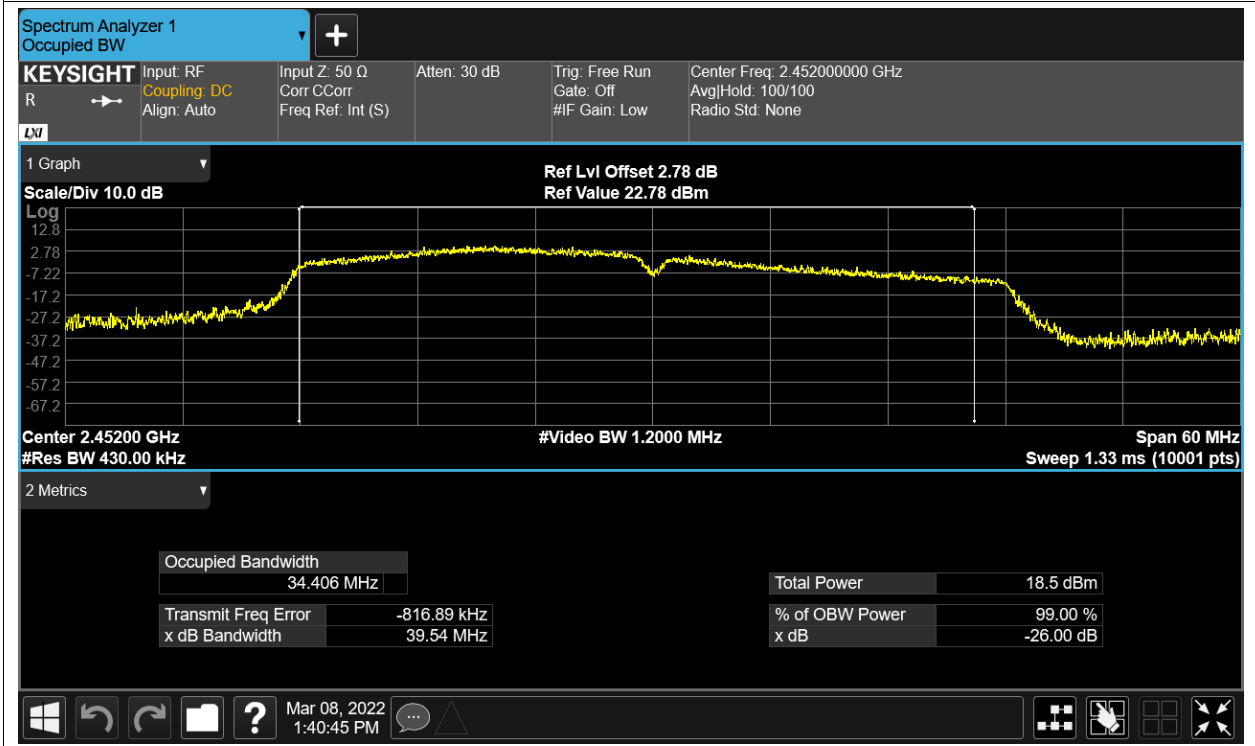 Spectrum Analyzer 1
Occupied BW
KEYSIGHT
R
LXI
Input: RF
Coupling: DC
Align: Auto
Input Z: 50 Ω
Corr CCorr
Freq Ref: Int (S)
Atten: 30 dB
Trig: Free Run
Gate: Off
#IF Gain: Low
Center Freq: 2.452000000 GHz
Avg|Hold: 100/100
Radio Std: None
1 Graph
Scale/Div 10.0 dB
Ref Lvl Offset 2.78 dB
Ref Value 22.78 dBm
Log
12.8
2.78
-7.22
-17.2
-27.2
-37.2
-47.2
-57.2
-67.2
Center 2.45200 GHz
#Video BW 1.2000 MHz
Span 60 MHz
#Res BW 430.00 kHz
Sweep 1.33 ms (10001 pts)
2 Metrics
Occupied Bandwidth
34.406 MHz
Total Power 18.5 dBm
Transmit Freq Error -816.89 kHz
% of OBW Power 99.00 %
x dB Bandwidth 39.54 MHz
x dB -26.00 dB
?
Mar 08, 2022
1:40:45 PM